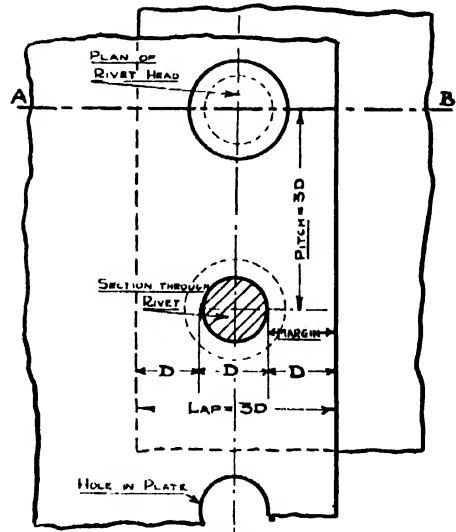 PLAN OF
RIVET HEAD
A
B
PITCH = 3D
SECTION THROUGH
RIVET
MARGIN
D
D
D
LAP = 3D
HOLE IN PLATE